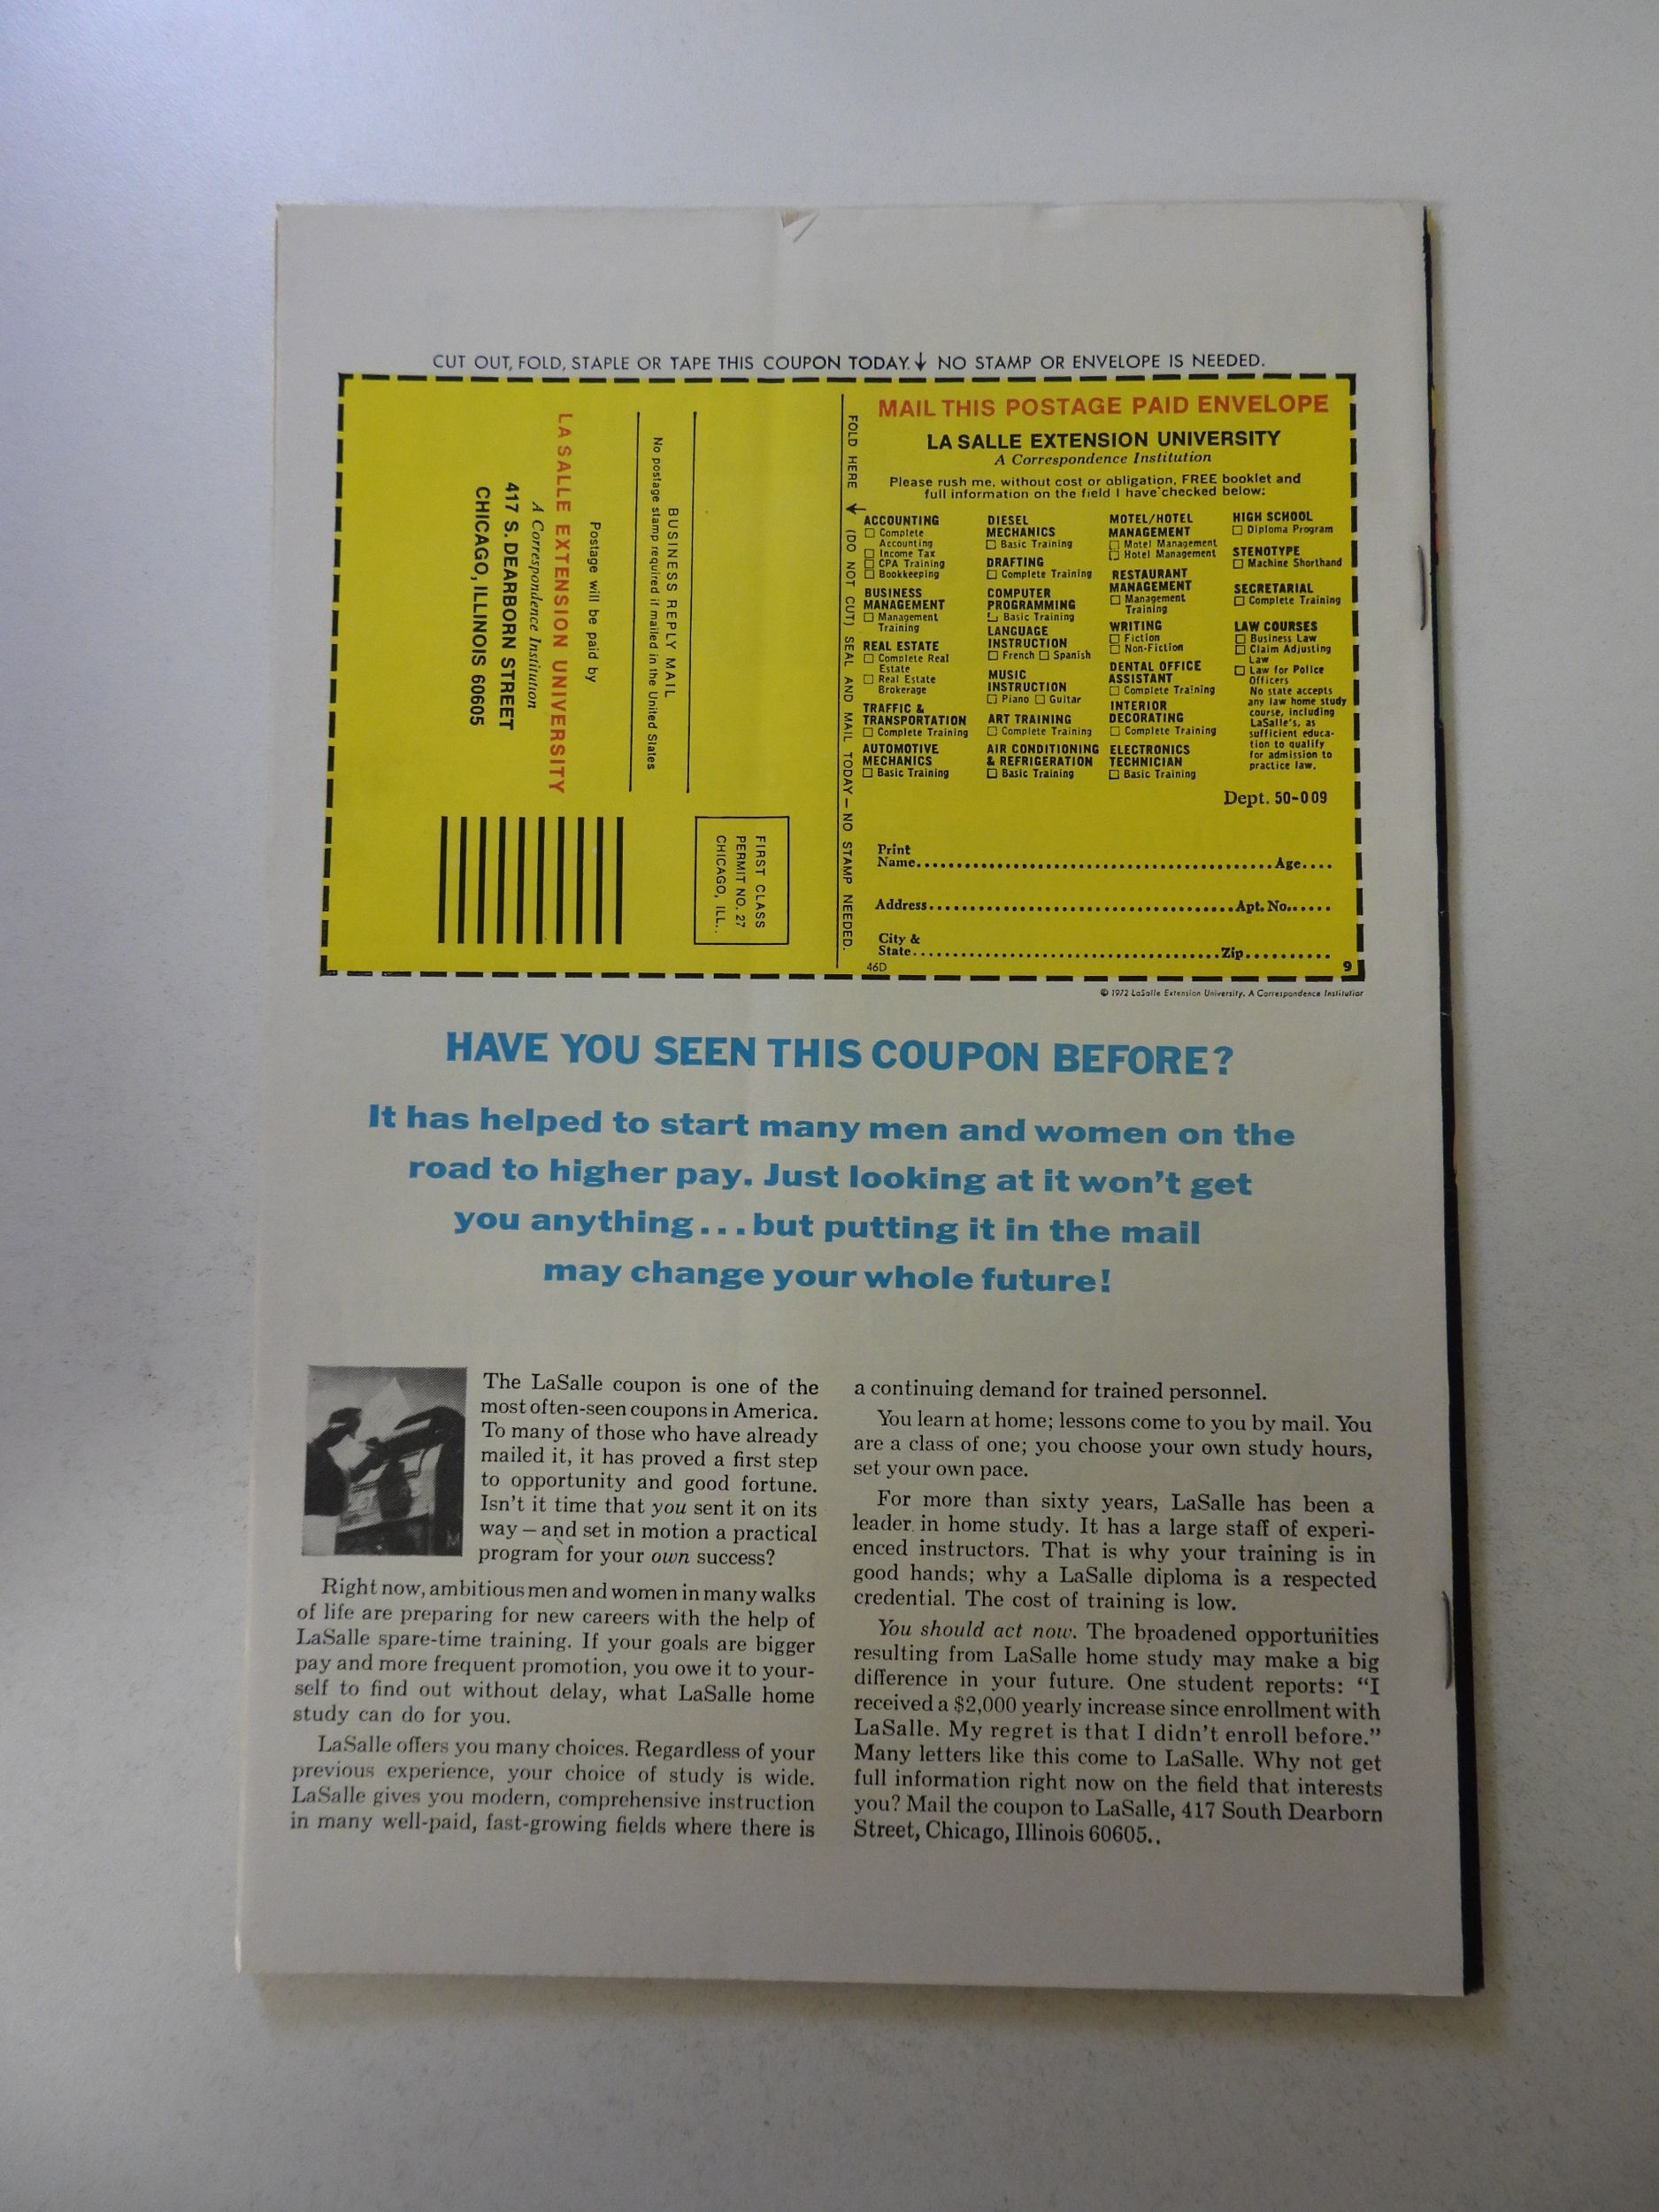 CUT OUT, FOLD, STAPLE OR TAPE THIS COUPON TODAY.↓ NO STAMP OR ENVELOPE IS NEEDED.
BUSINESS REPLY MAIL
No postage stamp required if mailed in the United States
Postage will be paid by
LA SALLE EXTENSION UNIVERSITY
A Correspondence Institution
417 S. DEARBORN STREET
CHICAGO, ILLINOIS 60605
FIRST CLASS
PERMIT NO. 27
CHICAGO, ILL.
FOLD HERE ↓ (DO NOT CUT) SEAL AND MAIL TODAY — NO STAMP NEEDED.
MAIL THIS POSTAGE PAID ENVELOPE
LA SALLE EXTENSION UNIVERSITY
A Correspondence Institution
Please rush me, without cost or obligation, FREE booklet and
full information on the field I have checked below:
ACCOUNTING
☐ Complete
Accounting
☐ Income Tax
☐ CPA Training
☐ Bookkeeping
BUSINESS
MANAGEMENT
☐ Management
Training
REAL ESTATE
☐ Complete Real
Estate
☐ Real Estate
Brokerage
TRAFFIC &
TRANSPORTATION
☐ Complete Training
AUTOMOTIVE
MECHANICS
☐ Basic Training
DIESEL
MECHANICS
☐ Basic Training
DRAFTING
☐ Complete Training
COMPUTER
PROGRAMMING
☐ Basic Training
LANGUAGE
INSTRUCTION
☐ French ☐ Spanish
MUSIC
INSTRUCTION
☐ Piano ☐ Guitar
ART TRAINING
☐ Complete Training
AIR CONDITIONING
& REFRIGERATION
☐ Basic Training
MOTEL/HOTEL
MANAGEMENT
☐ Motel Management
☐ Hotel Management
RESTAURANT
MANAGEMENT
☐ Management
Training
WRITING
☐ Fiction
☐ Non-Fiction
DENTAL OFFICE
ASSISTANT
☐ Complete Training
INTERIOR
DECORATING
☐ Complete Training
ELECTRONICS
TECHNICIAN
☐ Basic Training
HIGH SCHOOL
☐ Diploma Program
STENOTYPE
☐ Machine Shorthand
SECRETARIAL
☐ Complete Training
LAW COURSES
☐ Business Law
☐ Claim Adjusting
Law
☐ Law for Police
Officers
No state accepts
any law home study
course, including
LaSalle's, as
sufficient educa-
tion to qualify
for admission to
practice law.
Dept. 50-009
Print
Name..........Age....
Address..........Apt. No......
City &
State..........Zip..........
46D 9
© 1972 LaSalle Extension University, A Correspondence Institution
HAVE YOU SEEN THIS COUPON BEFORE?
It has helped to start many men and women on the
road to higher pay. Just looking at it won't get
you anything...but putting it in the mail
may change your whole future!
The LaSalle coupon is one of the
most often-seen coupons in America.
To many of those who have already
mailed it, it has proved a first step
to opportunity and good fortune.
Isn't it time that you sent it on its
way – and set in motion a practical
program for your own success?
Right now, ambitious men and women in many walks
of life are preparing for new careers with the help of
LaSalle spare-time training. If your goals are bigger
pay and more frequent promotion, you owe it to your-
self to find out without delay, what LaSalle home
study can do for you.
LaSalle offers you many choices. Regardless of your
previous experience, your choice of study is wide.
LaSalle gives you modern, comprehensive instruction
in many well-paid, fast-growing fields where there is
a continuing demand for trained personnel.
You learn at home; lessons come to you by mail. You
are a class of one; you choose your own study hours,
set your own pace.
For more than sixty years, LaSalle has been a
leader in home study. It has a large staff of experi-
enced instructors. That is why your training is in
good hands; why a LaSalle diploma is a respected
credential. The cost of training is low.
You should act now. The broadened opportunities
resulting from LaSalle home study may make a big
difference in your future. One student reports: “I
received a $2,000 yearly increase since enrollment with
LaSalle. My regret is that I didn't enroll before.”
Many letters like this come to LaSalle. Why not get
full information right now on the field that interests
you? Mail the coupon to LaSalle, 417 South Dearborn
Street, Chicago, Illinois 60605..